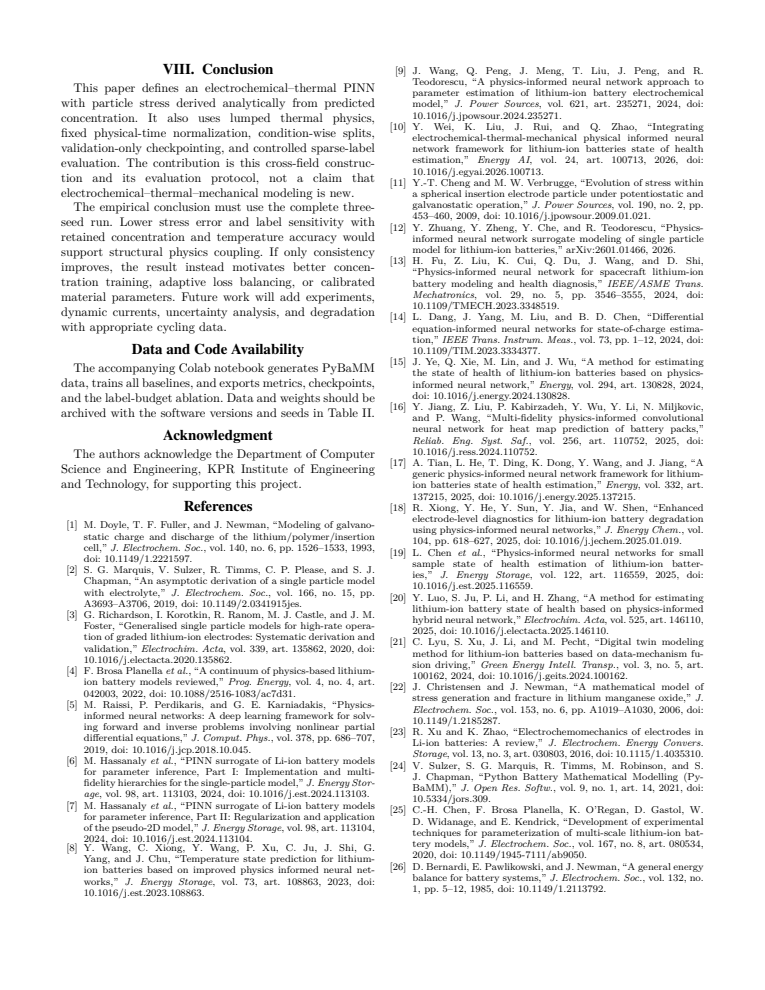 VIII. Conclusion
This paper defines an electrochemical–thermal PINN
with particle stress derived analytically from predicted
concentration. It also uses lumped thermal physics,
fixed physical-time normalization, condition-wise splits,
validation-only checkpointing, and controlled sparse-label
evaluation. The contribution is this cross-field construc-
tion and its evaluation protocol, not a claim that
electrochemical–thermal–mechanical modeling is new.
The empirical conclusion must use the complete three-
seed run. Lower stress error and label sensitivity with
retained concentration and temperature accuracy would
support structural physics coupling. If only consistency
improves, the result instead motivates better concen-
tration training, adaptive loss balancing, or calibrated
material parameters. Future work will add experiments,
dynamic currents, uncertainty analysis, and degradation
with appropriate cycling data.
Data and Code Availability
The accompanying Colab notebook generates PyBaMM
data, trains all baselines, and exports metrics, checkpoints,
and the label-budget ablation. Data and weights should be
archived with the software versions and seeds in Table II.
Acknowledgment
The authors acknowledge the Department of Computer
Science and Engineering, KPR Institute of Engineering
and Technology, for supporting this project.
References
[1] M. Doyle, T. F. Fuller, and J. Newman, “Modeling of galvano-
static charge and discharge of the lithium/polymer/insertion
cell,” J. Electrochem. Soc., vol. 140, no. 6, pp. 1526–1533, 1993,
doi: 10.1149/1.2221597.
[2] S. G. Marquis, V. Sulzer, R. Timms, C. P. Please, and S. J.
Chapman, “An asymptotic derivation of a single particle model
with electrolyte,” J. Electrochem. Soc., vol. 166, no. 15, pp.
A3693–A3706, 2019, doi: 10.1149/2.0341915jes.
[3] G. Richardson, I. Korotkin, R. Ranom, M. J. Castle, and J. M.
Foster, “Generalised single particle models for high-rate opera-
tion of graded lithium-ion electrodes: Systematic derivation and
validation,” Electrochim. Acta, vol. 339, art. 135862, 2020, doi:
10.1016/j.electacta.2020.135862.
[4] F. Brosa Planella et al., “A continuum of physics-based lithium-
ion battery models reviewed,” Prog. Energy, vol. 4, no. 4, art.
042003, 2022, doi: 10.1088/2516-1083/ac7d31.
[5] M. Raissi, P. Perdikaris, and G. E. Karniadakis, “Physics-
informed neural networks: A deep learning framework for solv-
ing forward and inverse problems involving nonlinear partial
differential equations,” J. Comput. Phys., vol. 378, pp. 686–707,
2019, doi: 10.1016/j.jcp.2018.10.045.
[6] M. Hassanaly et al., “PINN surrogate of Li-ion battery models
for parameter inference, Part I: Implementation and multi-
fidelity hierarchies for the single-particle model,” J. Energy Stor-
age, vol. 98, art. 113103, 2024, doi: 10.1016/j.est.2024.113103.
[7] M. Hassanaly et al., “PINN surrogate of Li-ion battery models
for parameter inference, Part II: Regularization and application
of the pseudo-2D model,” J. Energy Storage, vol. 98, art. 113104,
2024, doi: 10.1016/j.est.2024.113104.
[8] Y. Wang, C. Xiong, Y. Wang, P. Xu, C. Ju, J. Shi, G.
Yang, and J. Chu, “Temperature state prediction for lithium-
ion batteries based on improved physics informed neural net-
works,” J. Energy Storage, vol. 73, art. 108863, 2023, doi:
10.1016/j.est.2023.108863.
[9] J. Wang, Q. Peng, J. Meng, T. Liu, J. Peng, and R.
Teodorescu, “A physics-informed neural network approach to
parameter estimation of lithium-ion battery electrochemical
model,” J. Power Sources, vol. 621, art. 235271, 2024, doi:
10.1016/j.jpowsour.2024.235271.
[10] Y. Wei, K. Liu, J. Rui, and Q. Zhao, “Integrating
electrochemical-thermal-mechanical physical informed neural
network framework for lithium-ion batteries state of health
estimation,” Energy AI, vol. 24, art. 100713, 2026, doi:
10.1016/j.egyai.2026.100713.
[11] Y.-T. Cheng and M. W. Verbrugge, “Evolution of stress within
a spherical insertion electrode particle under potentiostatic and
galvanostatic operation,” J. Power Sources, vol. 190, no. 2, pp.
453–460, 2009, doi: 10.1016/j.jpowsour.2009.01.021.
[12] Y. Zhuang, Y. Zheng, Y. Che, and R. Teodorescu, “Physics-
informed neural network surrogate modeling of single particle
model for lithium-ion batteries,” arXiv:2601.01466, 2026.
[13] H. Fu, Z. Liu, K. Cui, Q. Du, J. Wang, and D. Shi,
“Physics-informed neural network for spacecraft lithium-ion
battery modeling and health diagnosis,” IEEE/ASME Trans.
Mechatronics, vol. 29, no. 5, pp. 3546–3555, 2024, doi:
10.1109/TMECH.2023.3348519.
[14] L. Dang, J. Yang, M. Liu, and B. D. Chen, “Differential
equation-informed neural networks for state-of-charge estima-
tion,” IEEE Trans. Instrum. Meas., vol. 73, pp. 1–12, 2024, doi:
10.1109/TIM.2023.3334377.
[15] J. Ye, Q. Xie, M. Lin, and J. Wu, “A method for estimating
the state of health of lithium-ion batteries based on physics-
informed neural network,” Energy, vol. 294, art. 130828, 2024,
doi: 10.1016/j.energy.2024.130828.
[16] Y. Jiang, Z. Liu, P. Kabirzadeh, Y. Wu, Y. Li, N. Miljkovic,
and P. Wang, “Multi-fidelity physics-informed convolutional
neural network for heat map prediction of battery packs,”
Reliab. Eng. Syst. Saf., vol. 256, art. 110752, 2025, doi:
10.1016/j.ress.2024.110752.
[17] A. Tian, L. He, T. Ding, K. Dong, Y. Wang, and J. Jiang, “A
generic physics-informed neural network framework for lithium-
ion batteries state of health estimation,” Energy, vol. 332, art.
137215, 2025, doi: 10.1016/j.energy.2025.137215.
[18] R. Xiong, Y. He, Y. Sun, Y. Jia, and W. Shen, “Enhanced
electrode-level diagnostics for lithium-ion battery degradation
using physics-informed neural networks,” J. Energy Chem., vol.
104, pp. 618–627, 2025, doi: 10.1016/j.jechem.2025.01.019.
[19] L. Chen et al., “Physics-informed neural networks for small
sample state of health estimation of lithium-ion batter-
ies,” J. Energy Storage, vol. 122, art. 116559, 2025, doi:
10.1016/j.est.2025.116559.
[20] Y. Luo, S. Ju, P. Li, and H. Zhang, “A method for estimating
lithium-ion battery state of health based on physics-informed
hybrid neural network,” Electrochim. Acta, vol. 525, art. 146110,
2025, doi: 10.1016/j.electacta.2025.146110.
[21] C. Lyu, S. Xu, J. Li, and M. Pecht, “Digital twin modeling
method for lithium-ion batteries based on data-mechanism fu-
sion driving,” Green Energy Intell. Transp., vol. 3, no. 5, art.
100162, 2024, doi: 10.1016/j.geits.2024.100162.
[22] J. Christensen and J. Newman, “A mathematical model of
stress generation and fracture in lithium manganese oxide,” J.
Electrochem. Soc., vol. 153, no. 6, pp. A1019–A1030, 2006, doi:
10.1149/1.2185287.
[23] R. Xu and K. Zhao, “Electrochemomechanics of electrodes in
Li-ion batteries: A review,” J. Electrochem. Energy Convers.
Storage, vol. 13, no. 3, art. 030803, 2016, doi: 10.1115/1.4035310.
[24] V. Sulzer, S. G. Marquis, R. Timms, M. Robinson, and S.
J. Chapman, “Python Battery Mathematical Modelling (Py-
BaMM),” J. Open Res. Softw., vol. 9, no. 1, art. 14, 2021, doi:
10.5334/jors.309.
[25] C.-H. Chen, F. Brosa Planella, K. O’Regan, D. Gastol, W.
D. Widanage, and E. Kendrick, “Development of experimental
techniques for parameterization of multi-scale lithium-ion bat-
tery models,” J. Electrochem. Soc., vol. 167, no. 8, art. 080534,
2020, doi: 10.1149/1945-7111/ab9050.
[26] D. Bernardi, E. Pawlikowski, and J. Newman, “A general energy
balance for battery systems,” J. Electrochem. Soc., vol. 132, no.
1, pp. 5–12, 1985, doi: 10.1149/1.2113792.